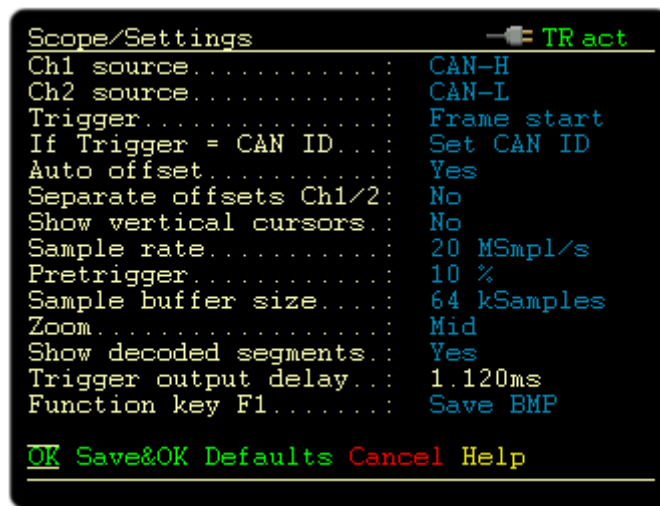 Scope/Settings TR act
Ch1 source............: CAN-H
Ch2 source............: CAN-L
Trigger...............: Frame start
If Trigger = CAN ID...: Set CAN ID
Auto offset...........: Yes
Separate offsets Ch1/2: No
Show vertical cursors.: No
Sample rate...........: 20 MSmpl/s
Pretrigger............: 10 %
Sample buffer size....: 64 kSamples
Zoom..................: Mid
Show decoded segments.: Yes
Trigger output delay..: 1.120ms
Function key F1.......: Save BMP
OK Save&OK Defaults Cancel Help